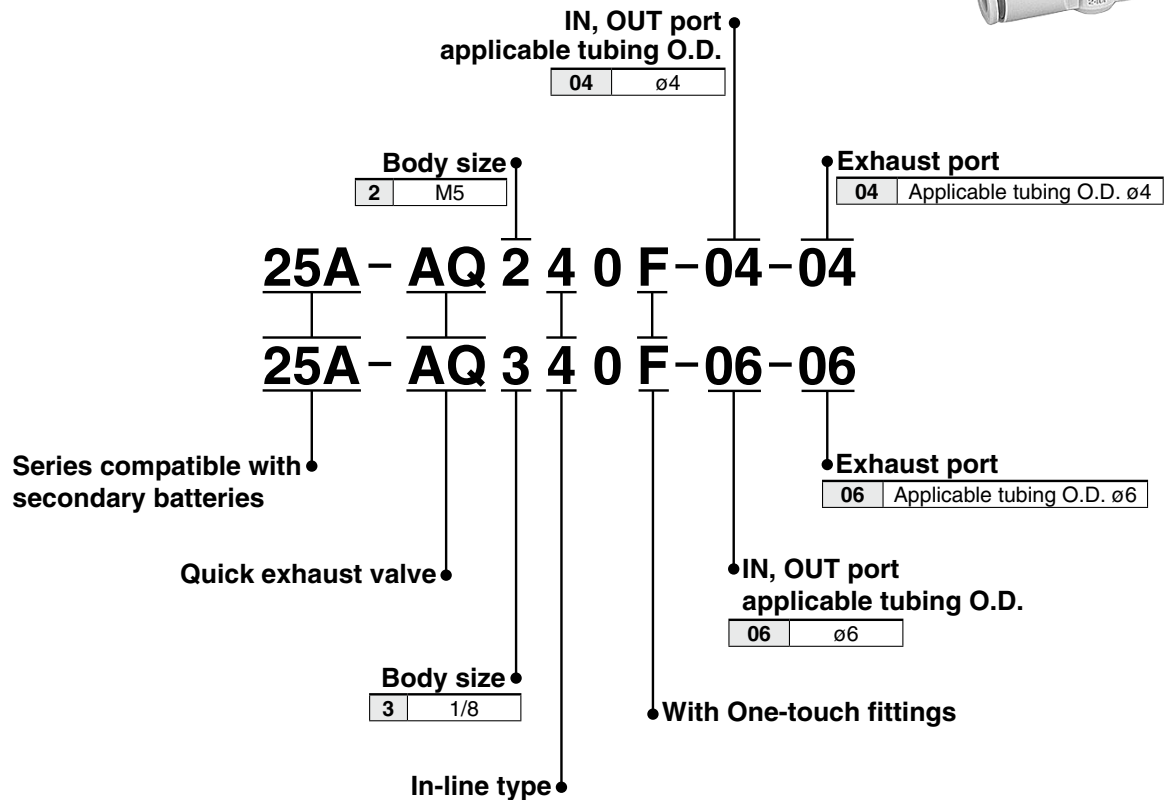 IN, OUT port
applicable tubing O.D.
04 ø4
Body size
2 M5
Exhaust port
04 Applicable tubing O.D. ø4
25A - AQ 2 4 0 F - 04 - 04
25A - AQ 3 4 0 F - 06 - 06
Series compatible with
secondary batteries
Exhaust port
06 Applicable tubing O.D. ø6
Quick exhaust valve
IN, OUT port
applicable tubing O.D.
06 ø6
Body size
3 1/8
With One-touch fittings
In-line type